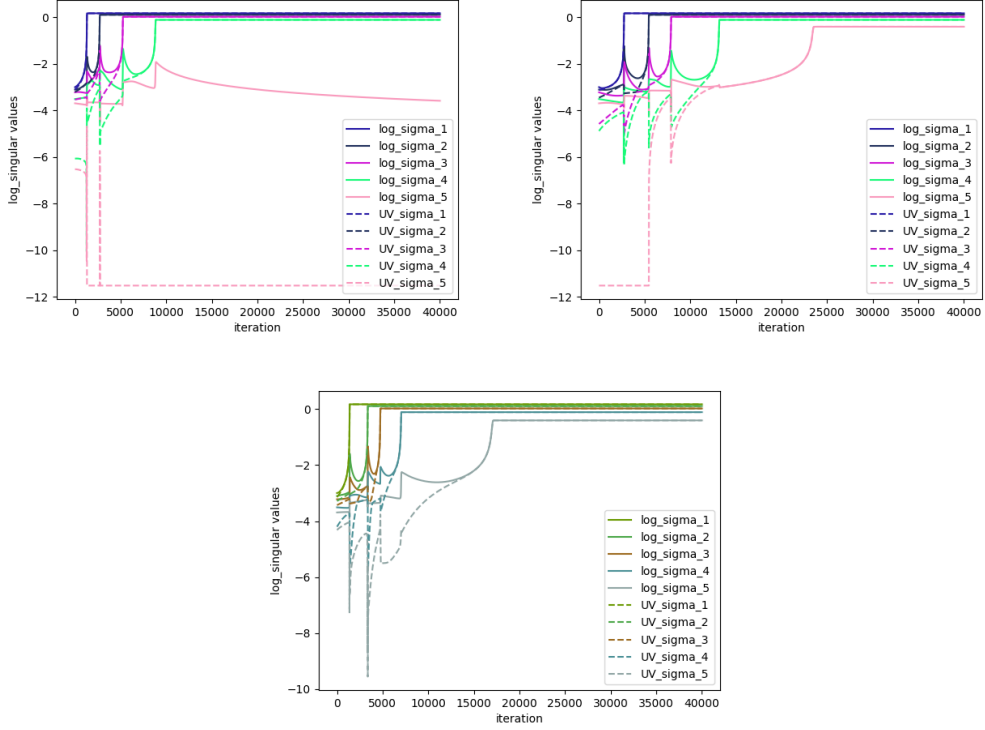 log_singular values
0
−2
−4
−6
−8
−10
−12
0 5000 10000 15000 20000 25000 30000 35000 40000
iteration
log_sigma_1
log_sigma_2
log_sigma_3
log_sigma_4
log_sigma_5
UV_sigma_1
UV_sigma_2
UV_sigma_3
UV_sigma_4
UV_sigma_5
log_singular values
0
−2
−4
−6
−8
−10
−12
0 5000 10000 15000 20000 25000 30000 35000 40000
iteration
log_sigma_1
log_sigma_2
log_sigma_3
log_sigma_4
log_sigma_5
UV_sigma_1
UV_sigma_2
UV_sigma_3
UV_sigma_4
UV_sigma_5
log_singular values
0
−2
−4
−6
−8
−10
0 5000 10000 15000 20000 25000 30000 35000 40000
iteration
log_sigma_1
log_sigma_2
log_sigma_3
log_sigma_4
log_sigma_5
UV_sigma_1
UV_sigma_2
UV_sigma_3
UV_sigma_4
UV_sigma_5